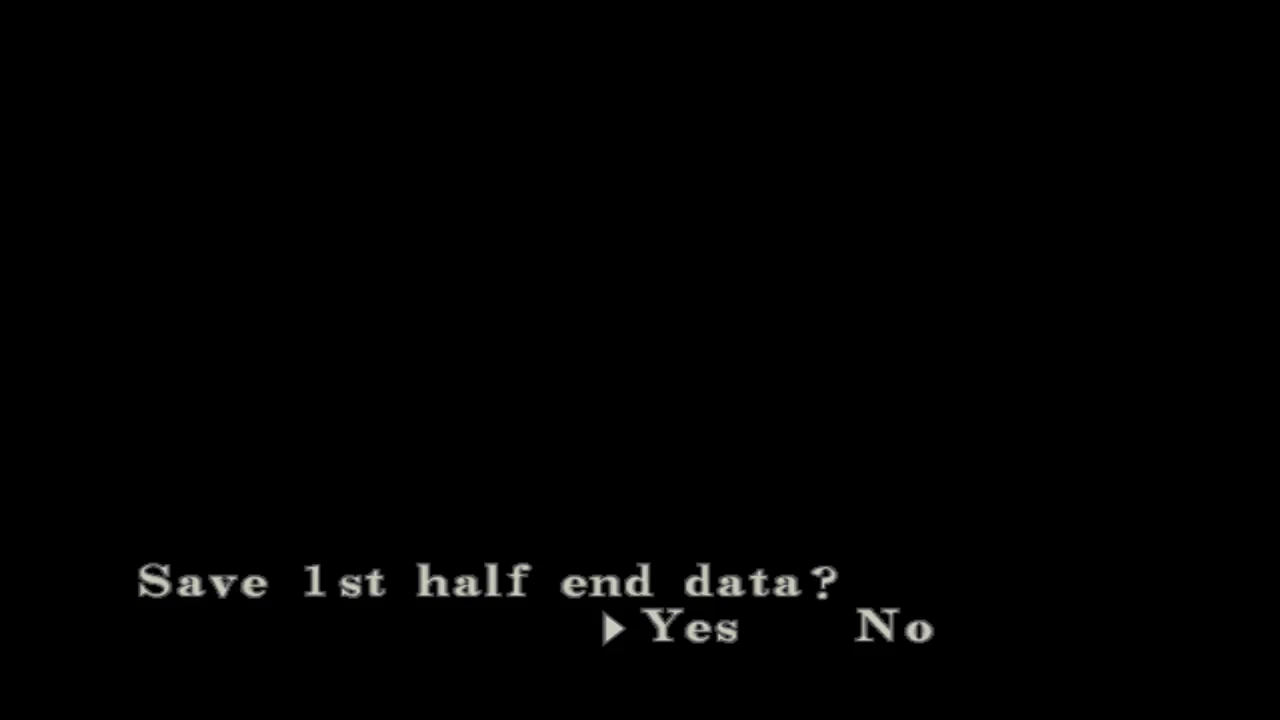 Save 1st half end data?
▶Yes No